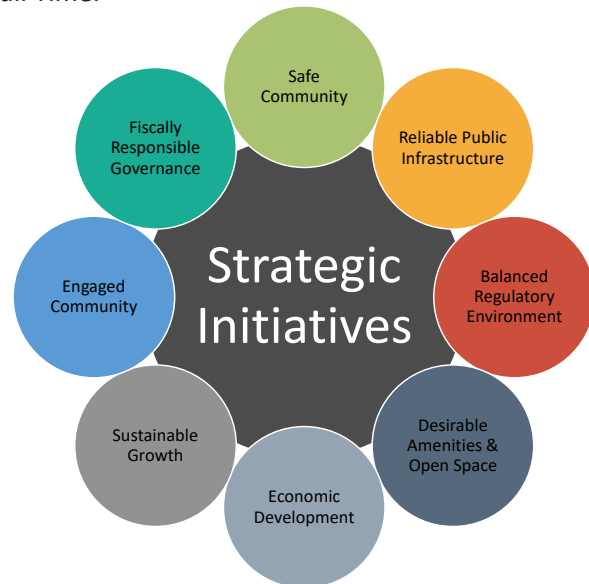 Safe
Community
Reliable Public
Infrastructure
Balanced
Regulatory
Environment
Desirable
Amenities &
Open Space
Economic
Development
Sustainable
Growth
Engaged
Community
Fiscally
Responsible
Governance
Strategic
Initiatives